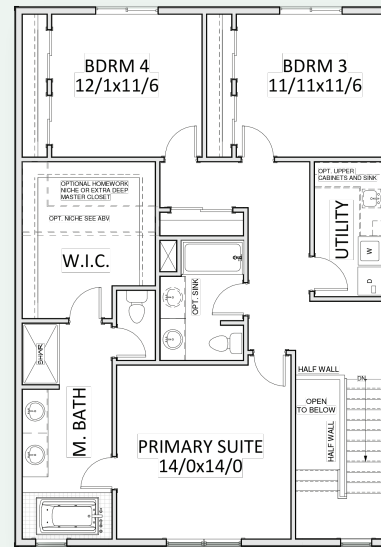 BDRM 4
12/1x11/6
BDRM 3
11/11x11/6
OPTIONAL HOMEWORK
NICHE OR EXTRA DEEP
MASTER CLOSET
OPT. NICHE SEE ABV.
W.I.C.
OPT. UPPER
CABINETS AND SINK
UTILITY
W
D
OPT. SINK
SHWR
M. BATH
PRIMARY SUITE
14/0x14/0
HALF WALL
DN
OPEN
TO BELOW
HALF WALL